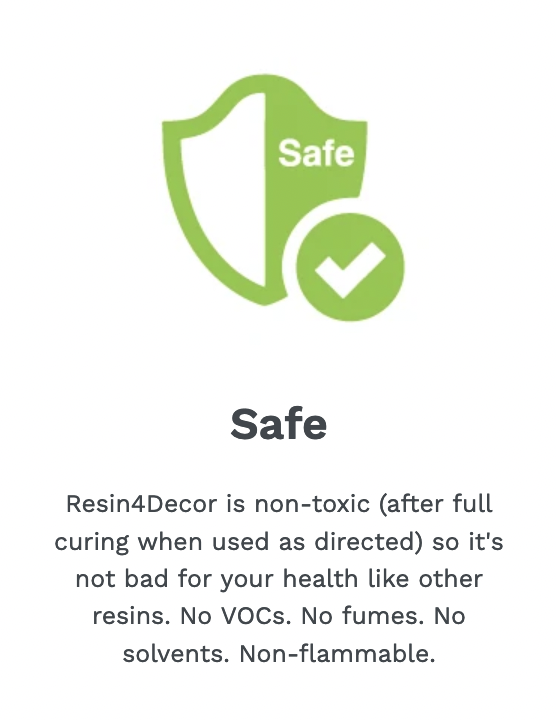 Safe
Safe
Resin4Decor is non-toxic (after full
curing when used as directed) so it's
not bad for your health like other
resins. No VOCs. No fumes. No
solvents. Non-flammable.